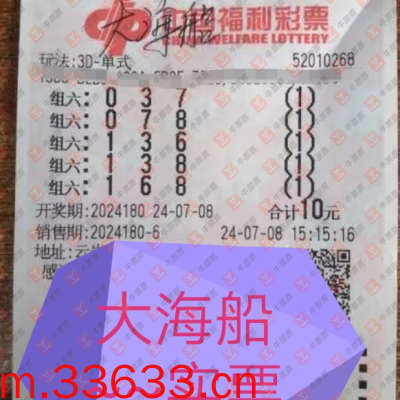 大海船
中国福利彩票
CHINA WELFARE LOTTERY
玩法:3D-单式 52010268
组六: 0 3 7 (1)
组六: 0 7 8 (1)
组六: 1 3 6 (1)
组六: 1 3 8 (1)
组六: 1 6 8 (1)
开奖期:2024180 24-07-08 合计10元
销售期:2024180-6 24-07-08 15:15:16
地址:云
感
大海船
m.33633.cn
票